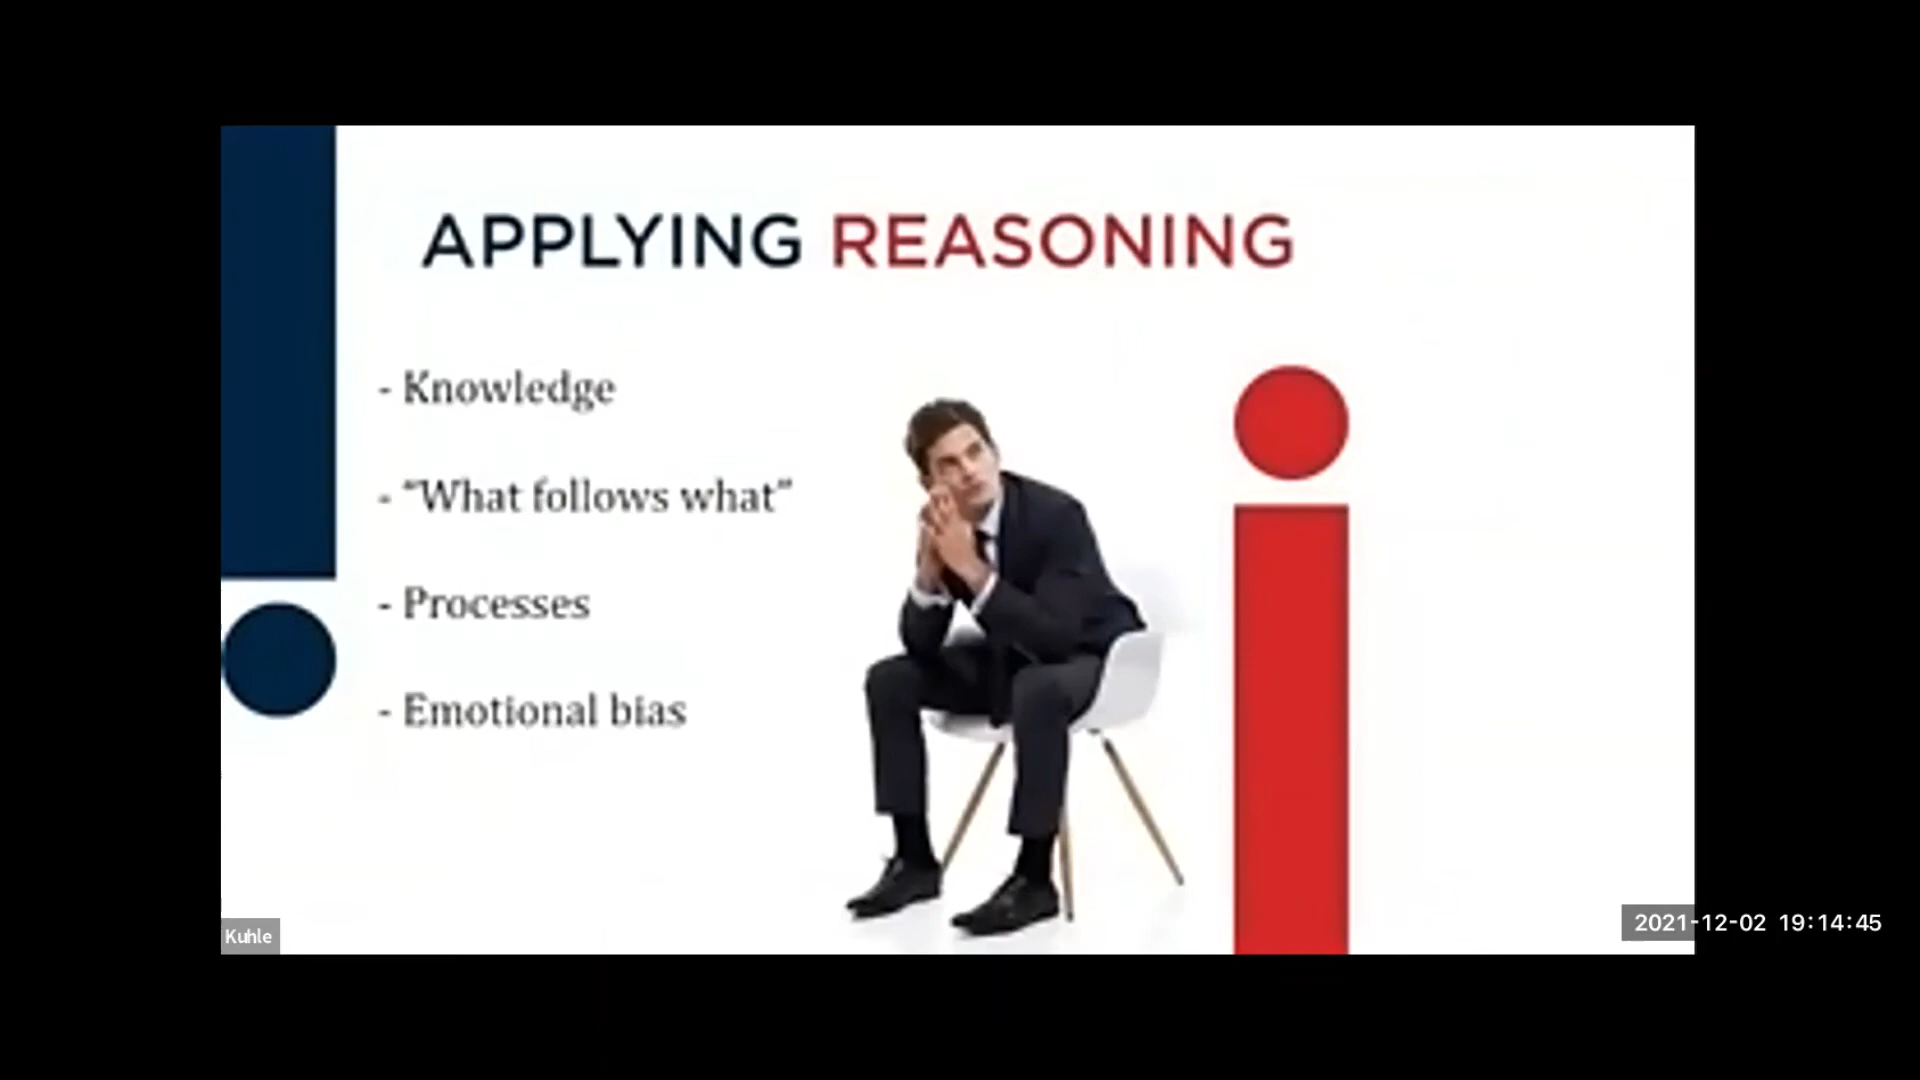 APPLYING REASONING
- Knowledge
- “What follows what”
- Processes
- Emotional bias
Kuhle
2021-12-02 19:14:45